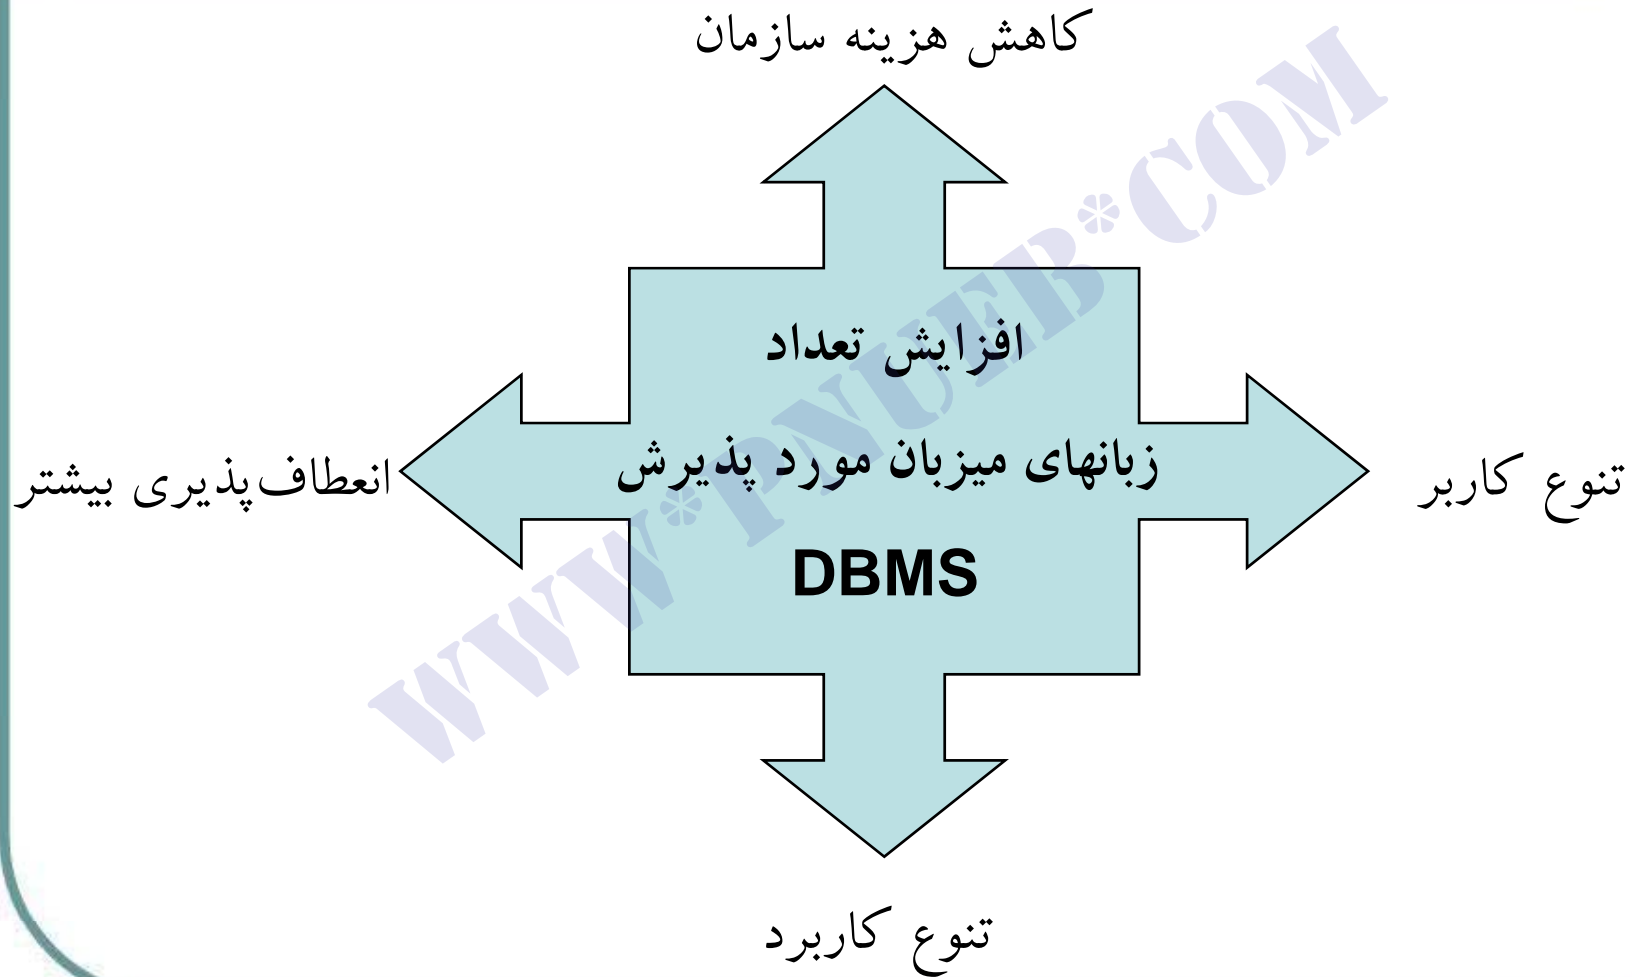 کاهش هزینه سازمان
افزایش تعداد
زبانهای میزبان مورد پذیرش
DBMS
تنوع کاربر
انعطاف‌پذیری بیشتر
تنوع کاربرد
WWW*PNUEB*COM